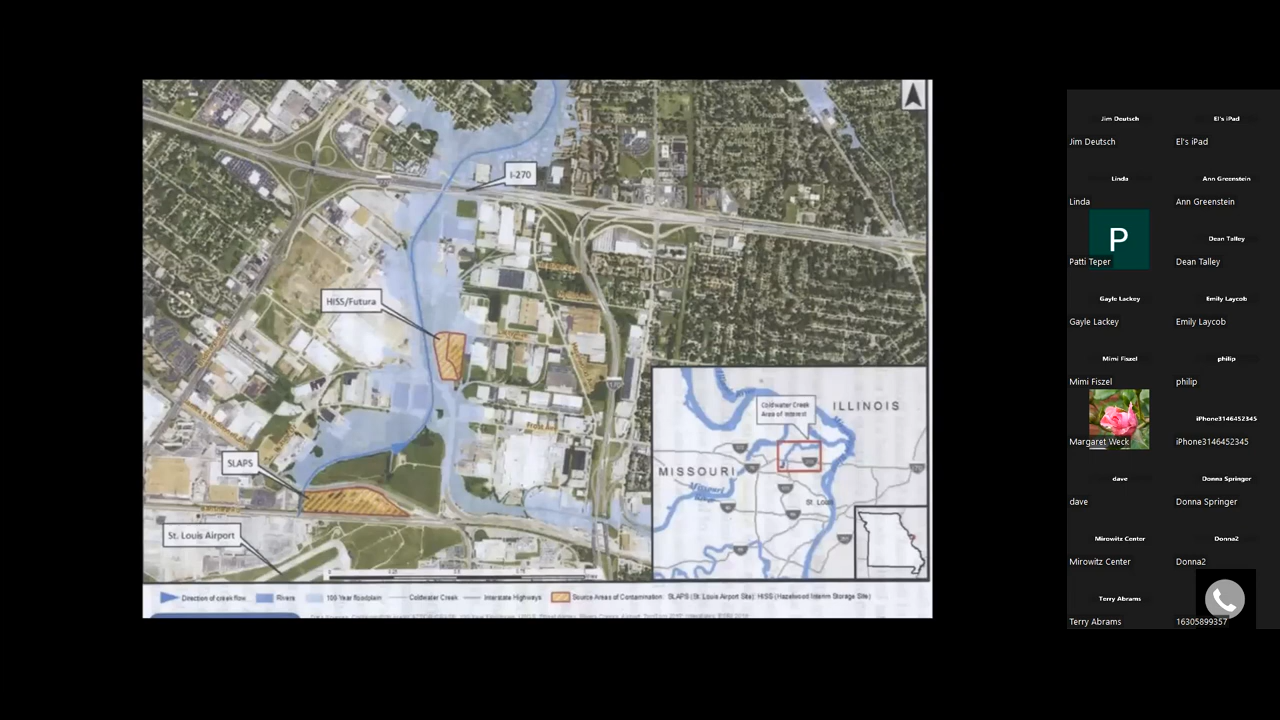 I-270
HISS/Futura
SLAPS
St. Louis Airport
Coldwater Creek
Area of Interest
ILLINOIS
MISSOURI
Missouri
St. Louis
Direction of creek flow
Rivers
100 Year floodplain
Coldwater Creek
Interstate Highways
Source Areas of Contamination: SLAPS (St. Louis Airport Site); HISS (Hazelwood Interim Storage Site)
Jim Deutsch
Jim Deutsch
El's iPad
El's iPad
Linda
Linda
Ann Greenstein
Ann Greenstein
P
Patti Teper
Dean Talley
Dean Talley
Gayle Lackey
Gayle Lackey
Emily Laycob
Emily Laycob
Mimi Fiszel
Mimi Fiszel
philip
philip
Margaret Weck
iPhone3146452345
iPhone3146452345
dave
dave
Donna Springer
Donna Springer
Mirowitz Center
Mirowitz Center
Donna2
Donna2
Terry Abrams
Terry Abrams
16305899357